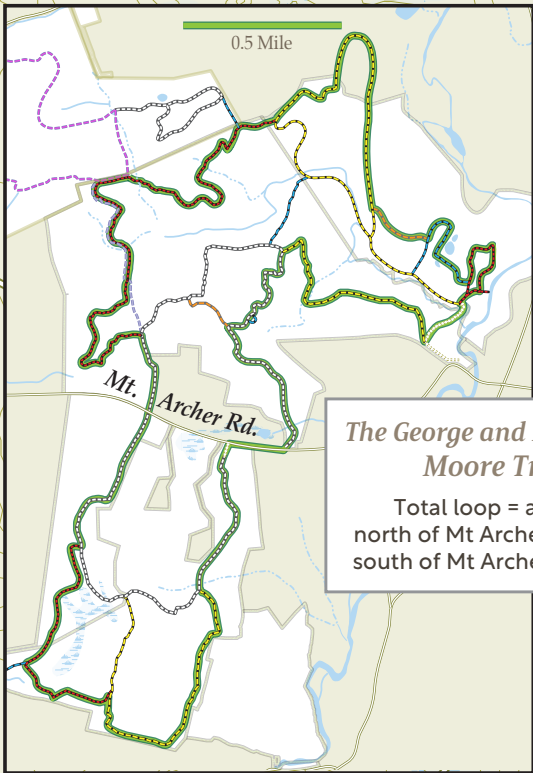 0.5 Mile
Mt. Archer Rd.
The George and
Moore
Total loop = a
north of Mt Arche
south of Mt Arche